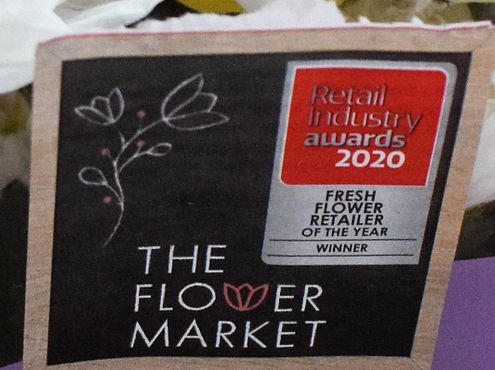 Retail
Industry
awards
2020
FRESH
FLOWER
RETAILER
OF THE YEAR
WINNER
THE
FLOWER
MARKET